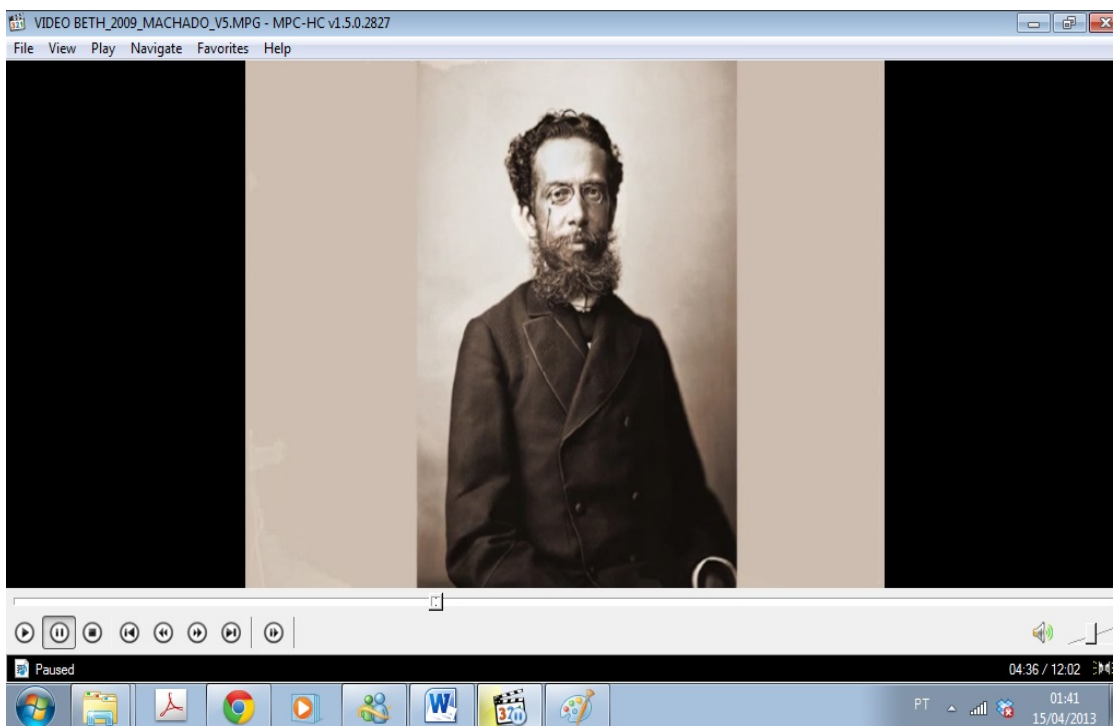 VIDEO BETH_2009_MACHADO_V5.MPG - MPC-HC v1.5.0.2827
File View Play Navigate Favorites Help
Paused 04:36 / 12:02
PT 01:41
15/04/2013